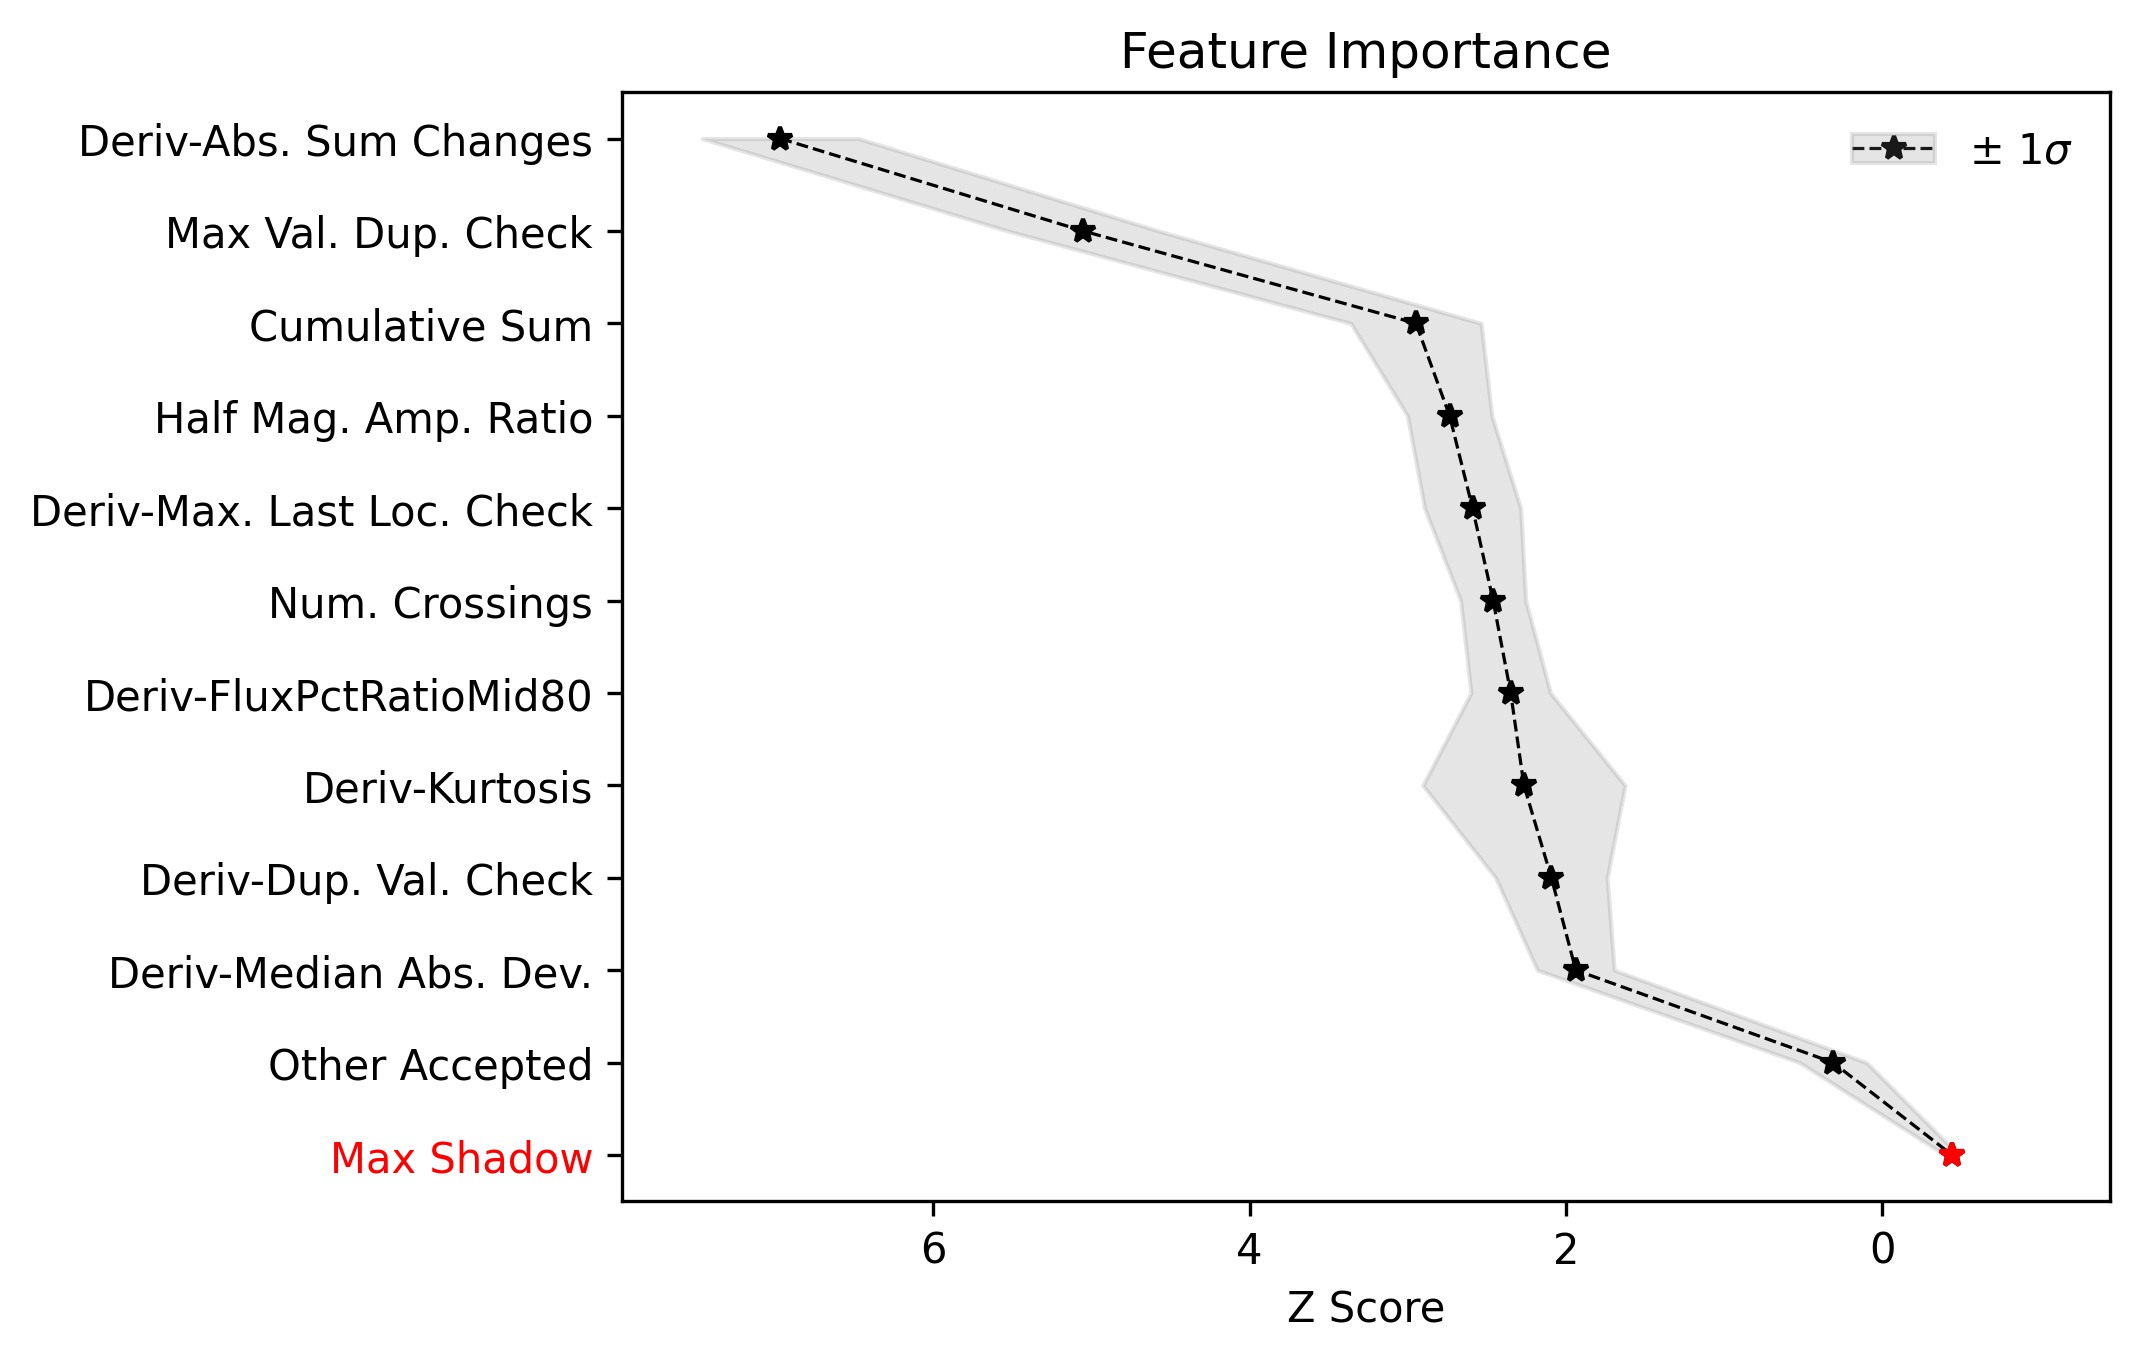 Feature Importance
± 1σ
Deriv-Abs. Sum Changes
Max Val. Dup. Check
Cumulative Sum
Half Mag. Amp. Ratio
Deriv-Max. Last Loc. Check
Num. Crossings
Deriv-FluxPctRatioMid80
Deriv-Kurtosis
Deriv-Dup. Val. Check
Deriv-Median Abs. Dev.
Other Accepted
Max Shadow
6 4 2 0
Z Score